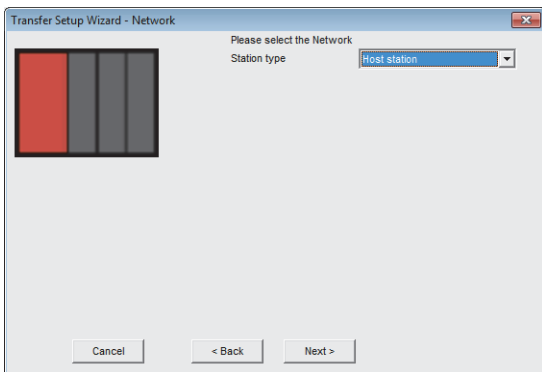 Transfer Setup Wizard - Network
Please select the Network
Station type Host station
Cancel < Back Next >